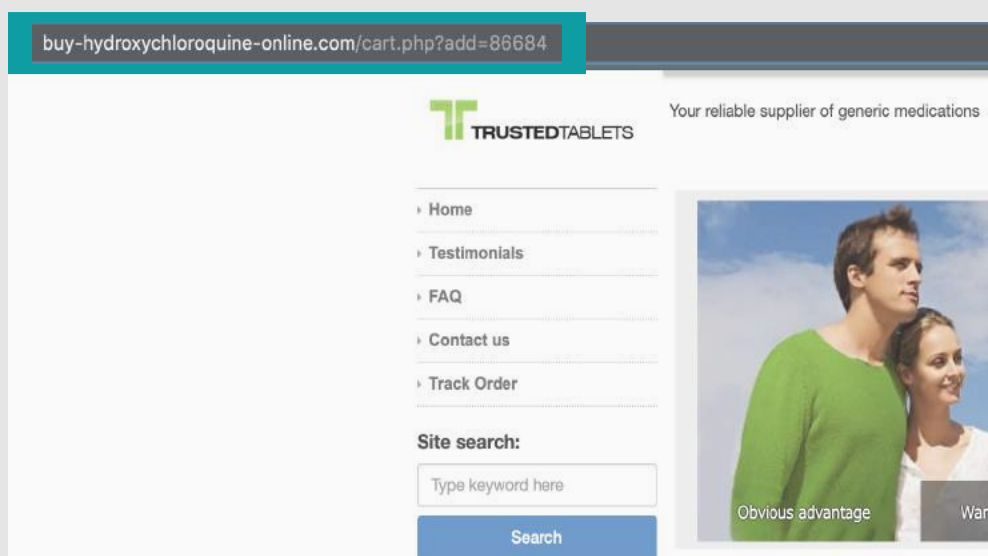 buy-hydroxychloroquine-online.com/cart.php?add=86684
TRUSTEDTABLETS
Your reliable supplier of generic medications
Home
Testimonials
FAQ
Contact us
Track Order
Site search:
Type keyword here
Search
Obvious advantage